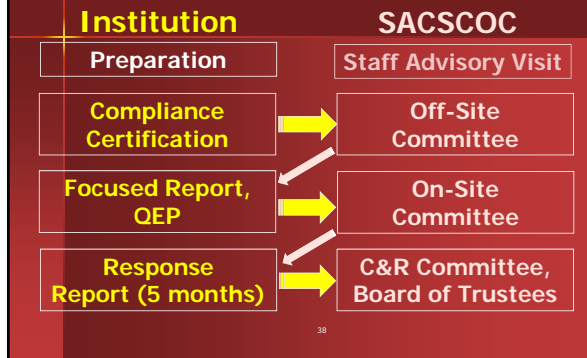 Institution
SACSCOC
Preparation
Staff Advisory Visit
Compliance
Certification
Off-Site
Committee
Focused Report,
QEP
On-Site
Committee
Response
Report (5 months)
C&R Committee,
Board of Trustees
38